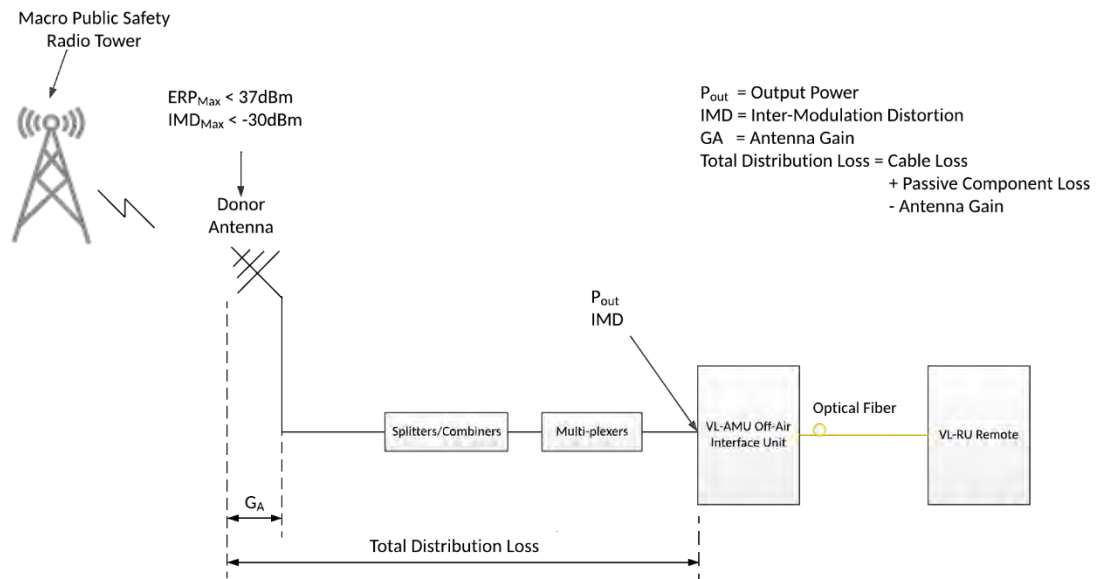 Macro Public Safety
Radio Tower
ERPMax < 37dBm
IMDMax < -30dBm
Pout = Output Power
IMD = Inter-Modulation Distortion
GA = Antenna Gain
Total Distribution Loss = Cable Loss
+ Passive Component Loss
- Antenna Gain
Donor
Antenna
Pout
IMD
Splitters/Combiners
Multi-plexers
VL-AMU Off-Air
Interface Unit
Optical Fiber
VL-RU Remote
GA
Total Distribution Loss